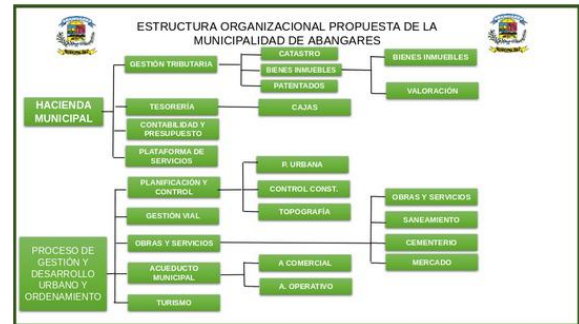 ESTRUCTURA ORGANIZACIONAL PROPUESTA DE LA
MUNICIPALIDAD DE ABANGARES
HACIENDA
MUNICIPAL
GESTIÓN TRIBUTARIA
CATASTRO
BIENES INMUEBLES
PATENTADOS
BIENES INMUEBLES
VALORACIÓN
TESORERÍA
CAJAS
CONTABILIDAD Y
PRESUPUESTO
PLATAFORMA DE
SERVICIOS
PROCESO DE
GESTIÓN Y
DESARROLLO
URBANO Y
ORDENAMIENTO
PLANIFICACIÓN Y
CONTROL
P. URBANA
CONTROL CONST.
TOPOGRAFÍA
GESTIÓN VIAL
OBRAS Y SERVICIOS
OBRAS Y SERVICIOS
SANEAMIENTO
CEMENTERIO
MERCADO
ACUEDUCTO
MUNICIPAL
A COMERCIAL
A. OPERATIVO
TURISMO